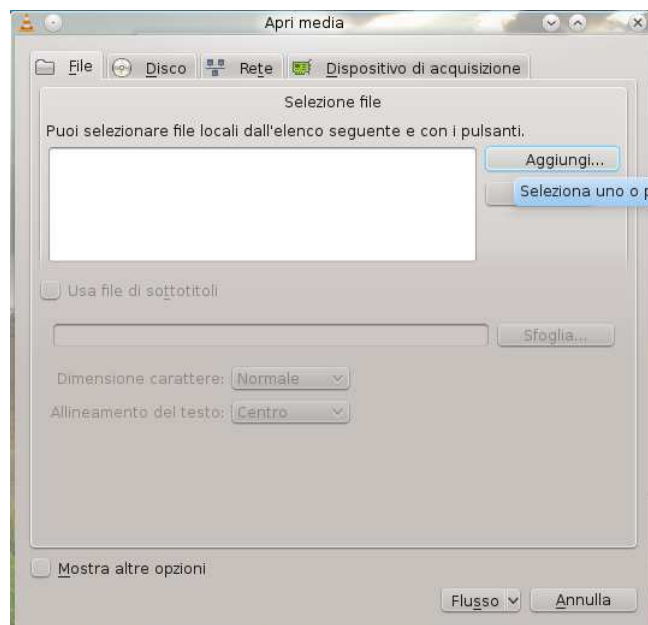 Apri media
File Disco Rete Dispositivo di acquisizione
Selezione file
Puoi selezionare file locali dall'elenco seguente e con i pulsanti.
Aggiungi...
Seleziona uno o
Usa file di sottotitoli
Sfoglia...
Dimensione carattere: Normale
Allineamento del testo: Centro
Mostra altre opzioni
Flusso Annulla